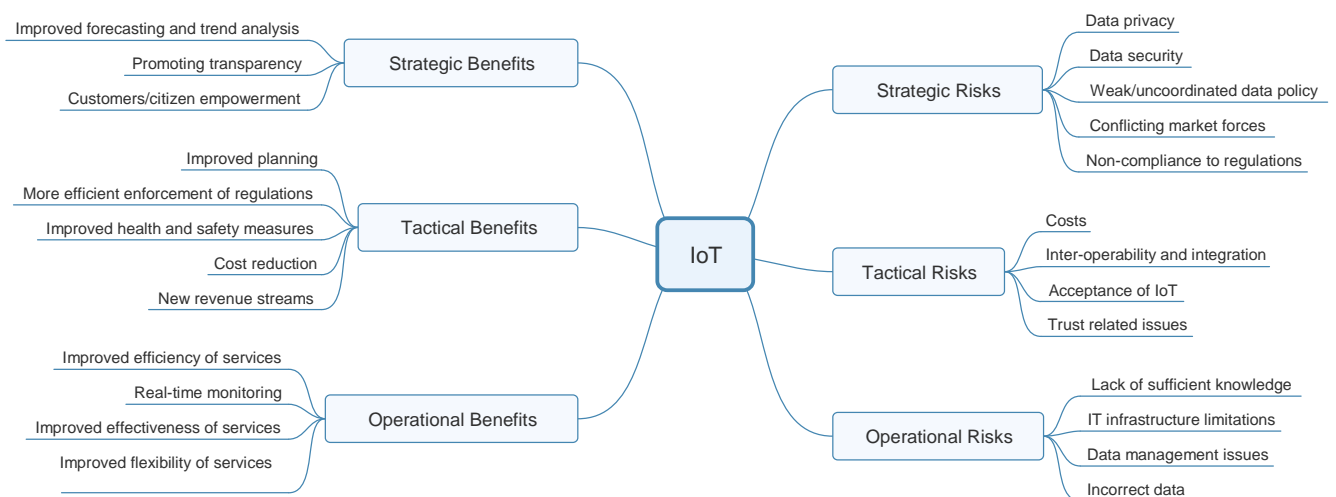 Improved forecasting and trend analysis
Promoting transparency
Customers/citizen empowerment
Strategic Benefits
Improved planning
More efficient enforcement of regulations
Improved health and safety measures
Cost reduction
New revenue streams
Tactical Benefits
Improved efficiency of services
Real-time monitoring
Improved effectiveness of services
Improved flexibility of services
Operational Benefits
IoT
Strategic Risks
Data privacy
Data security
Weak/uncoordinated data policy
Conflicting market forces
Non-compliance to regulations
Tactical Risks
Costs
Inter-operability and integration
Acceptance of IoT
Trust related issues
Operational Risks
Lack of sufficient knowledge
IT infrastructure limitations
Data management issues
Incorrect data